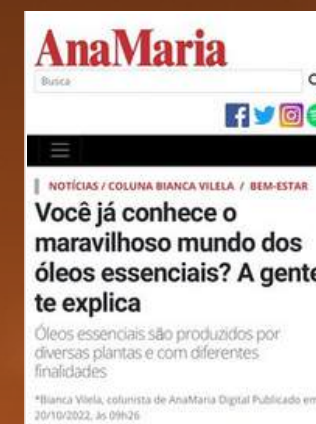 AnaMaria
Busca
NOTÍCIAS / COLUNA BIANCA VILELA / BEM-ESTAR
Você já conhece o
maravilhoso mundo dos
óleos essenciais? A gente
te explica
Óleos essenciais são produzidos por
diversas plantas e com diferentes
finalidades
*Bianca Vilela, colunista de AnaMaria Digital Publicado em
20/10/2022, às 09h26